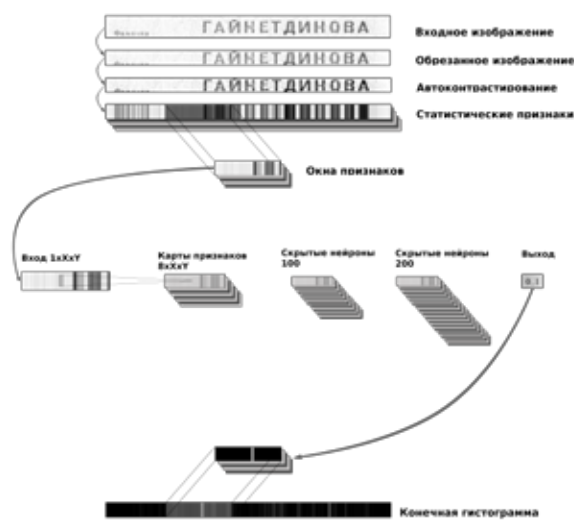 ГАЙНЕТДИНОВА
Входное изображение
ГАЙНЕТДИНОВА
Обрезанное изображение
ГАЙНЕТДИНОВА
Автоконтрастирование
Статистические признаки
Окна признаков
Вход 1xXxY
Карты признаков
8xXxY
Скрытые нейроны
100
Скрытые нейроны
200
Выход
0.1
Конечная гистограмма